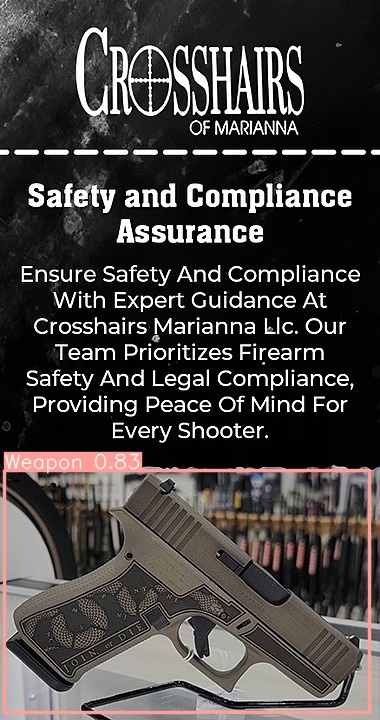 CROSSHAIRS
OF MARIANNA
Safety and Compliance
Assurance
Ensure Safety And Compliance
With Expert Guidance At
Crosshairs Marianna Llc. Our
Team Prioritizes Firearm
Safety And Legal Compliance,
Providing Peace Of Mind For
Every Shooter.
Weapon 0.83
JOIN or DIE